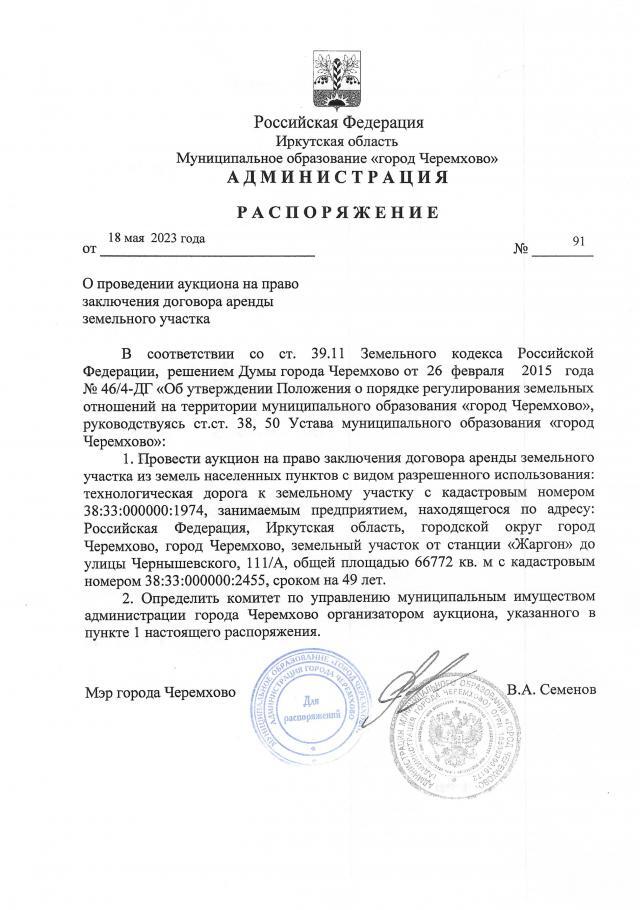 Российская Федерация
Иркутская область
Муниципальное образование «город Черемхово»
АДМИНИСТРАЦИЯ
РАСПОРЯЖЕНИЕ
от 18 мая 2023 года № 91
О проведении аукциона на право
заключения договора аренды
земельного участка
В соответствии со ст. 39.11 Земельного кодекса Российской
Федерации, решением Думы города Черемхово от 26 февраля 2015 года
№ 46/4-ДГ «Об утверждении Положения о порядке регулирования земельных
отношений на территории муниципального образования «город Черемхово»,
руководствуясь ст.ст. 38, 50 Устава муниципального образования «город
Черемхово»:
1. Провести аукцион на право заключения договора аренды земельного
участка из земель населенных пунктов с видом разрешенного использования:
технологическая дорога к земельному участку с кадастровым номером
38:33:000000:1974, занимаемым предприятием, находящегося по адресу:
Российская Федерация, Иркутская область, городской округ город
Черемхово, город Черемхово, земельный участок от станции «Жаргон» до
улицы Чернышевского, 111/А, общей площадью 66772 кв. м с кадастровым
номером 38:33:000000:2455, сроком на 49 лет.
2. Определить комитет по управлению муниципальным имуществом
администрации города Черемхово организатором аукциона, указанного в
пункте 1 настоящего распоряжения.
Мэр города Черемхово
В.А. Семенов
МУНИЦИПАЛЬНОЕ ОБРАЗОВАНИЕ «ГОРОД ЧЕРЕМХОВО»
АДМИНИСТРАЦИЯ ГОРОДА ЧЕРЕМХОВО
Для
распоряжений
АДМИНИСТРАЦИЯ МУНИЦИПАЛЬНОГО ОБРАЗОВАНИЯ «ГОРОД ЧЕРЕМХОВО»